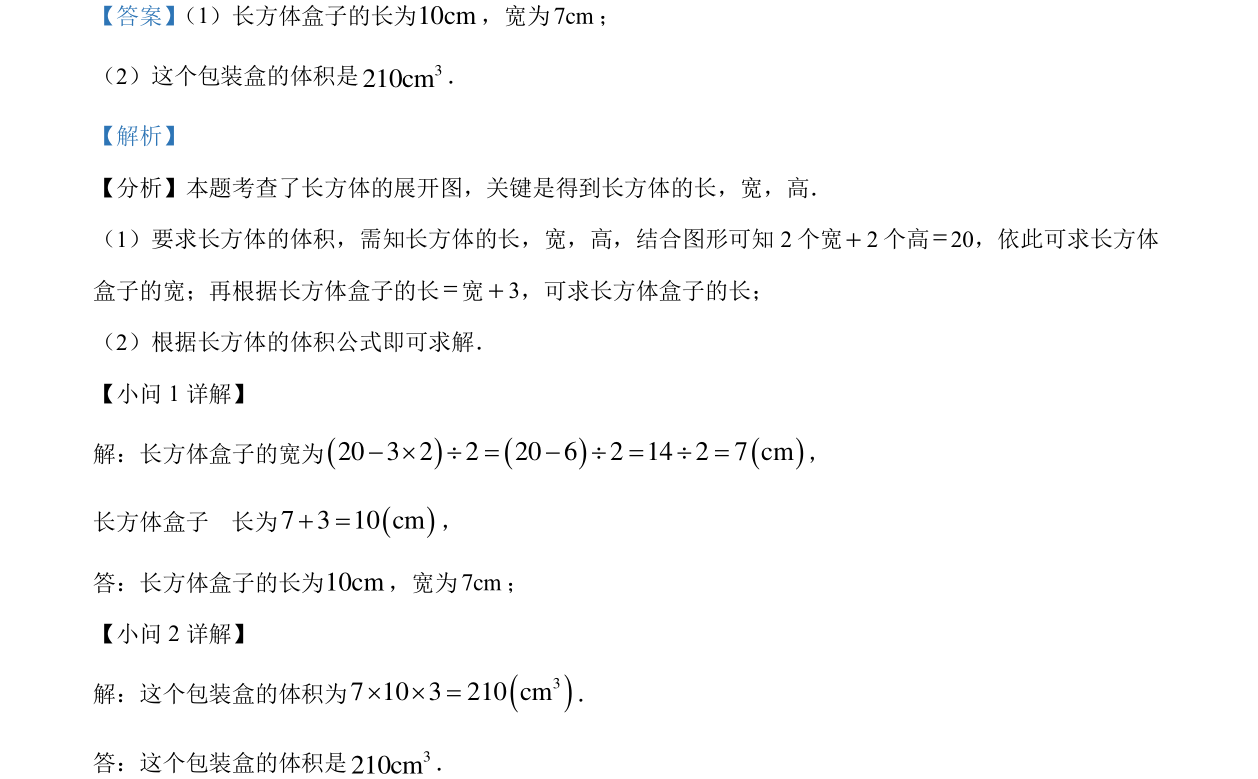 【答案】（1）长方体盒子的长为10cm，宽为7cm；
（2）这个包装盒的体积是210cm³．
【解析】
【分析】本题考查了长方体的展开图，关键是得到长方体的长，宽，高．
（1）要求长方体的体积，需知长方体的长，宽，高，结合图形可知 2 个宽＋2 个高＝20，依此可求长方体
盒子的宽；再根据长方体盒子的长＝宽＋3，可求长方体盒子的长；
（2）根据长方体的体积公式即可求解．
【小问 1 详解】
解：长方体盒子的宽为(20−3×2)÷2=(20−6)÷2=14÷2=7(cm)，
长方体盒子 长为7+3=10(cm)，
答：长方体盒子的长为10cm，宽为7cm；
【小问 2 详解】
解：这个包装盒的体积为7×10×3=210(cm³)．
答：这个包装盒的体积是210cm³．